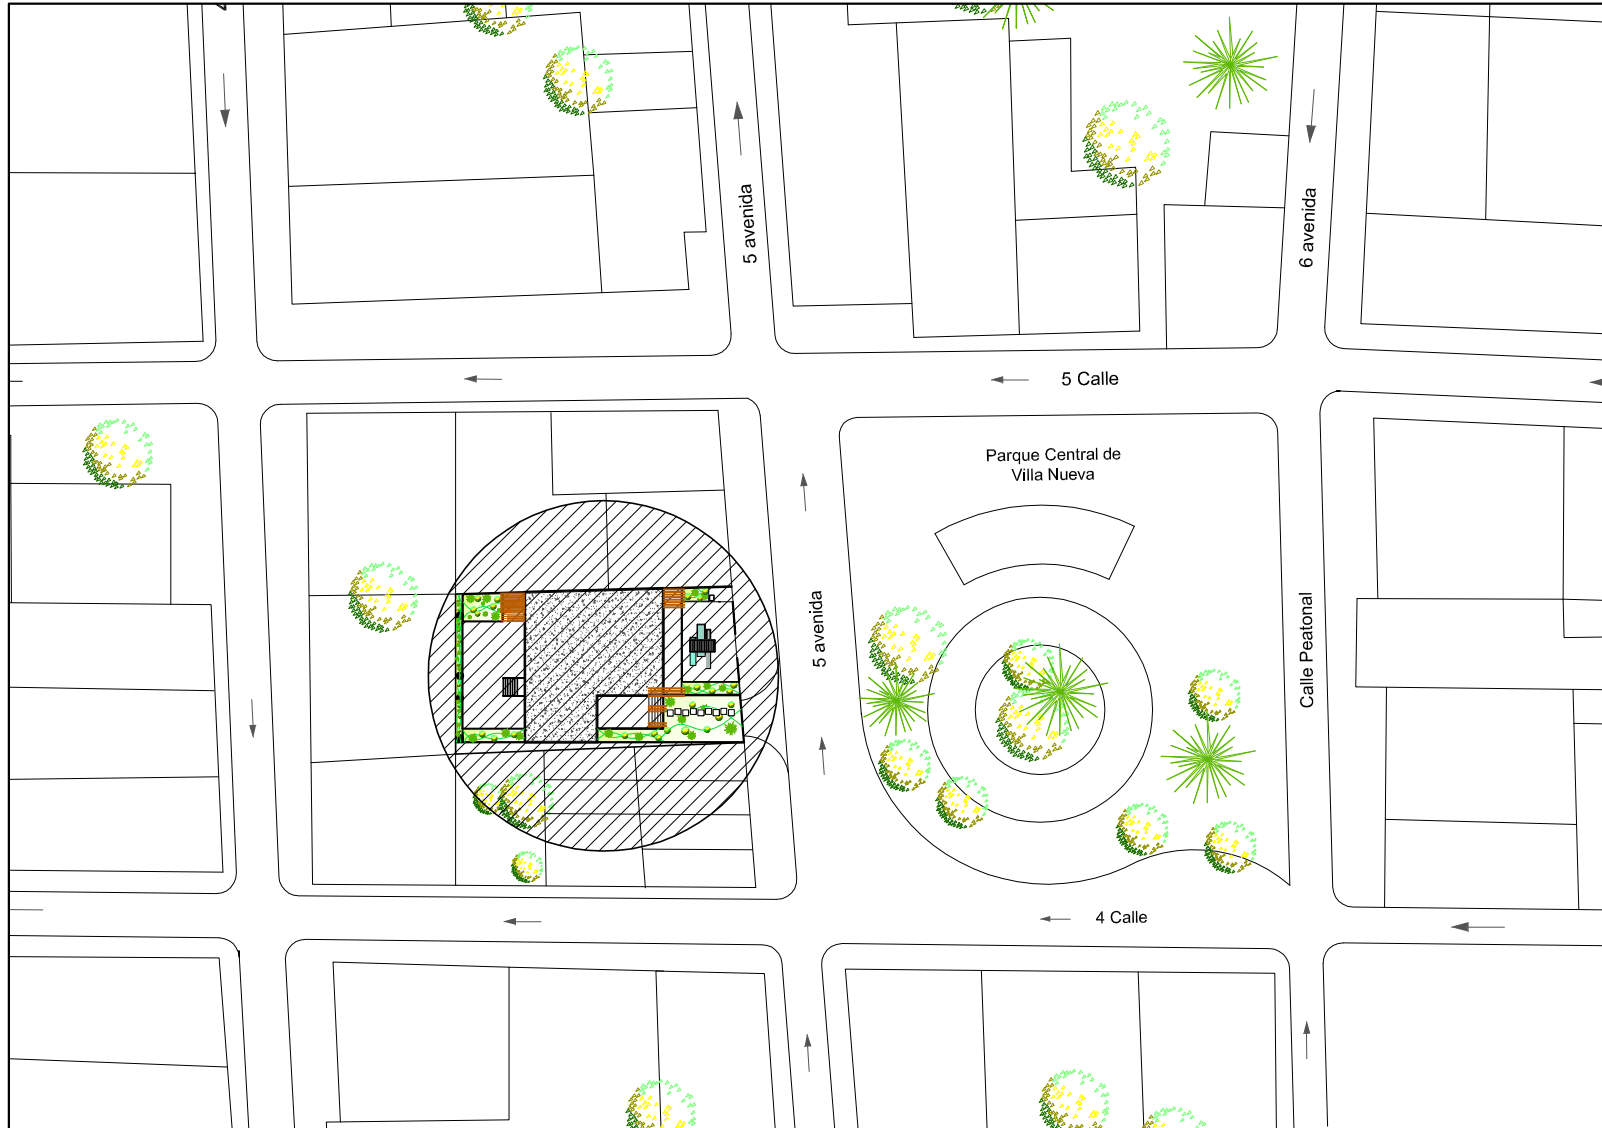 5 avenida
6 avenida
5 Calle
Parque Central de
Villa Nueva
5 avenida
Calle Peatonal
4 Calle